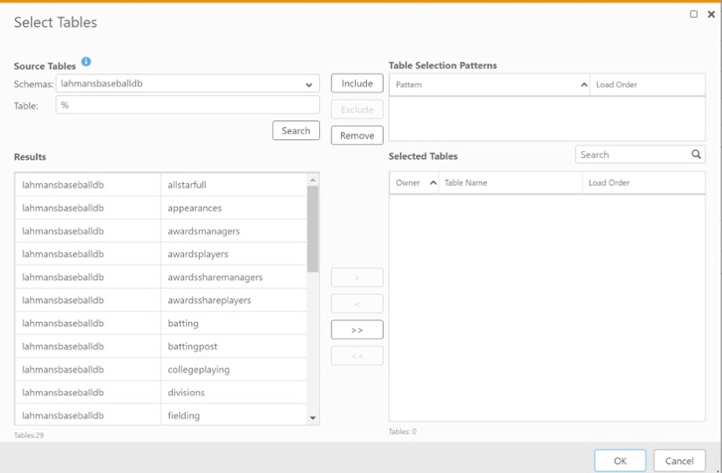 Select Tables
Source Tables
Schemas: lahmansbaseballdb
Table: %
Search
Include
Exclude
Remove
Table Selection Patterns
Pattern Load Order
Results
lahmansbaseballdb allstarfull
lahmansbaseballdb appearances
lahmansbaseballdb awardsmanagers
lahmansbaseballdb awardsplayers
lahmansbaseballdb awardssharemanagers
lahmansbaseballdb awardsshareplayers
lahmansbaseballdb batting
lahmansbaseballdb battingpost
lahmansbaseballdb collegeplaying
lahmansbaseballdb divisions
lahmansbaseballdb fielding
Tables:29
>
<
>>
<<
Selected Tables Search
Owner Table Name Load Order
Tables: 0
OK Cancel